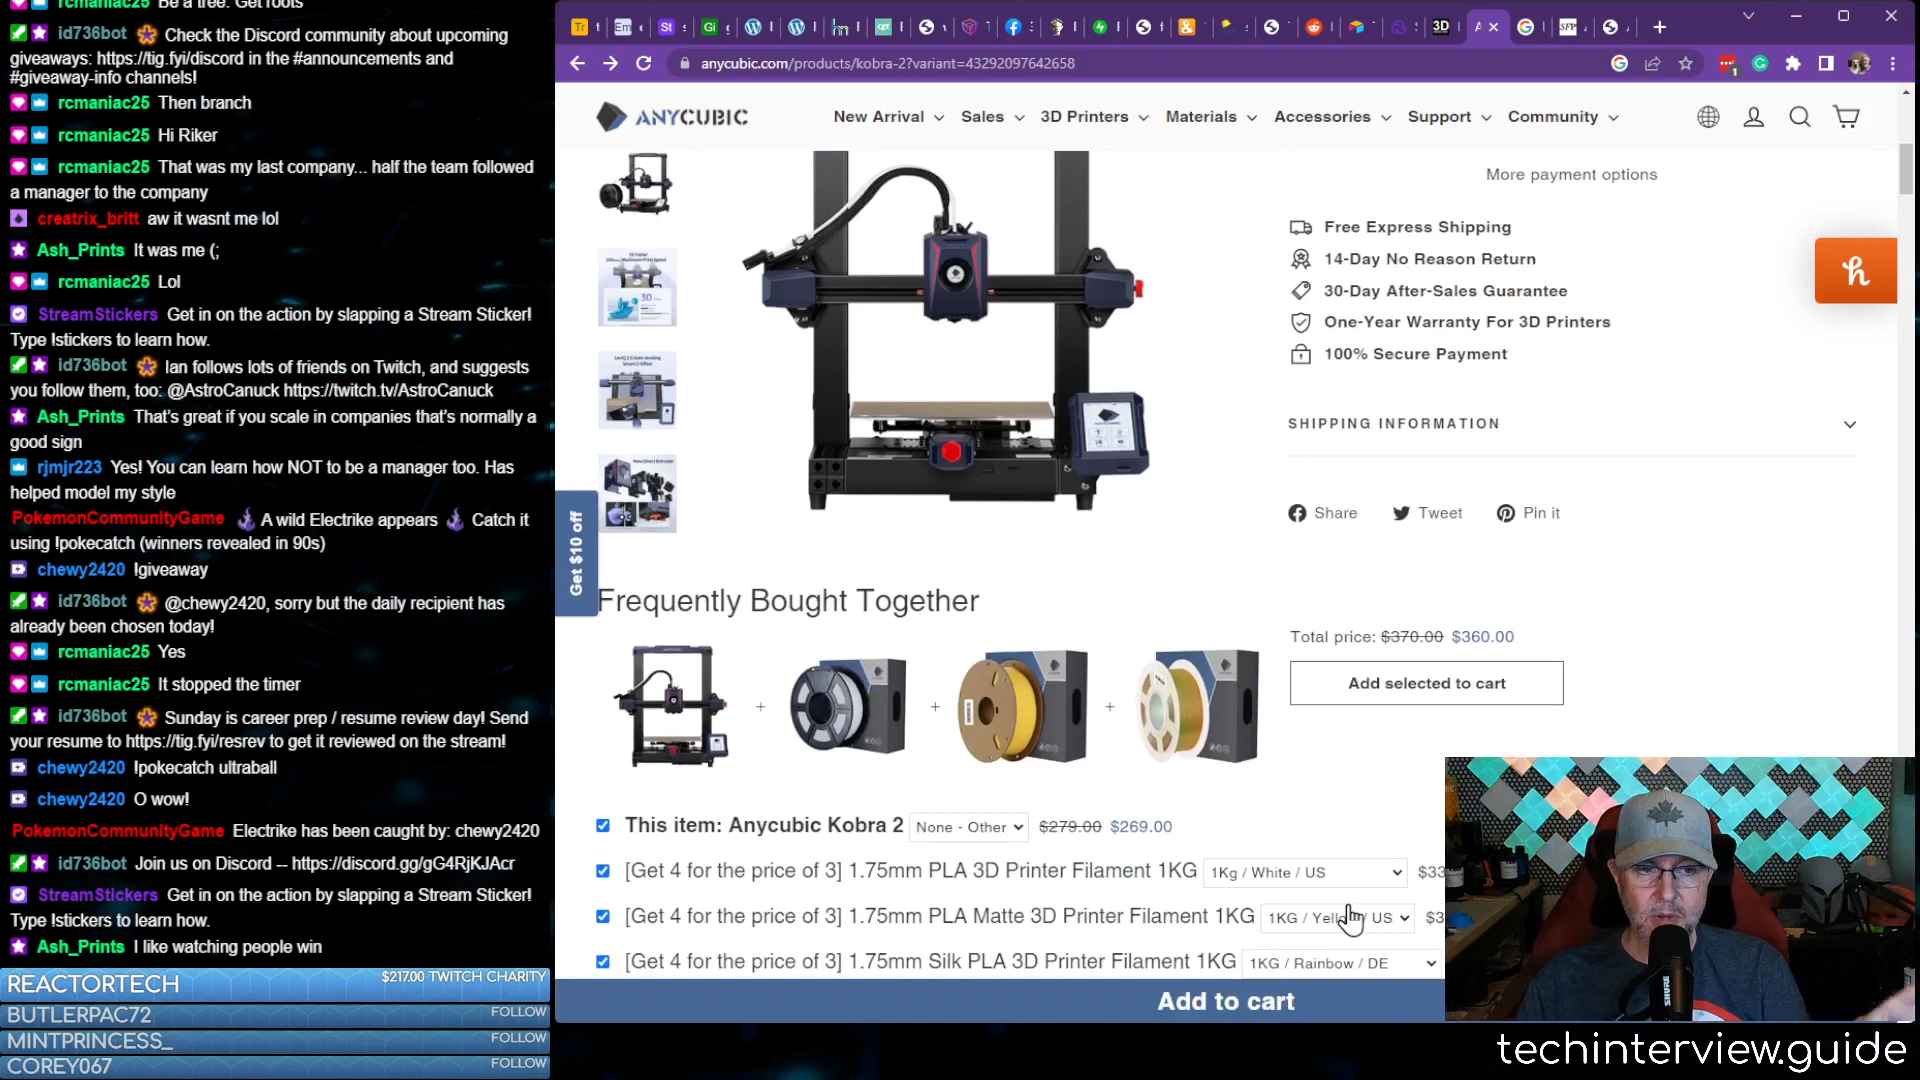 rcmaniac25 Be a tree. Get roots
id736bot Check the Discord community about upcoming
giveaways: https://tig.fyi/discord in the #announcements and
#giveaway-info channels!
rcmaniac25 Then branch
rcmaniac25 Hi Riker
rcmaniac25 That was my last company... half the team followed
a manager to the company
creatrix_britt aw it wasnt me lol
Ash_Prints It was me (;
rcmaniac25 Lol
StreamStickers Get in on the action by slapping a Stream Sticker!
Type !stickers to learn how.
id736bot Ian follows lots of friends on Twitch, and suggests
you follow them, too: @AstroCanuck https://twitch.tv/AstroCanuck
Ash_Prints That's great if you scale in companies that's normally a
good sign
rjmjr223 Yes! You can learn how NOT to be a manager too. Has
helped model my style
PokemonCommunityGame A wild Electrike appears Catch it
using !pokecatch (winners revealed in 90s)
chewy2420 !giveaway
id736bot @chewy2420, sorry but the daily recipient has
already been chosen today!
rcmaniac25 Yes
rcmaniac25 It stopped the timer
id736bot Sunday is career prep / resume review day! Send
your resume to https://tig.fyi/resrev to get it reviewed on the stream!
chewy2420 !pokecatch ultraball
chewy2420 O wow!
PokemonCommunityGame Electrike has been caught by: chewy2420
id736bot Join us on Discord -- https://discord.gg/gG4RjKJAcr
StreamStickers Get in on the action by slapping a Stream Sticker!
Type !stickers to learn how.
Ash_Prints I like watching people win
REACTORTECH $217.00 TWITCH CHARITY
BUTLERPAC72 FOLLOW
MINTPRINCESS_ FOLLOW
COREY067 FOLLOW
anycubic.com/products/kobra-2?variant=43292097642658
ANYCUBIC New Arrival Sales 3D Printers Materials Accessories Support Community
More payment options
Free Express Shipping
14-Day No Reason Return
30-Day After-Sales Guarantee
One-Year Warranty For 3D Printers
100% Secure Payment
SHIPPING INFORMATION
Share Tweet Pin it
Get $10 off
Frequently Bought Together
Total price: $370.00 $360.00
Add selected to cart
This item: Anycubic Kobra 2 None - Other $279.00 $269.00
[Get 4 for the price of 3] 1.75mm PLA 3D Printer Filament 1KG 1Kg / White / US $33
[Get 4 for the price of 3] 1.75mm PLA Matte 3D Printer Filament 1KG 1KG / Yellow / US $3
[Get 4 for the price of 3] 1.75mm Silk PLA 3D Printer Filament 1KG 1KG / Rainbow / DE
Add to cart
SHURE
techinterview.guide